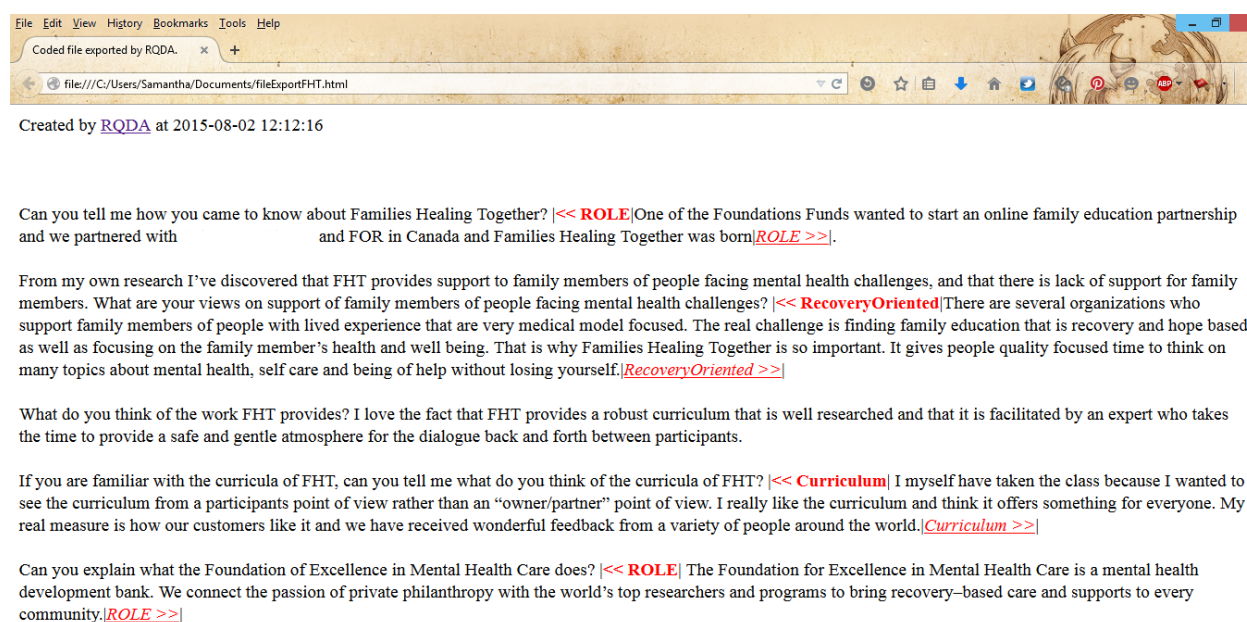 File Edit View History Bookmarks Tools Help
Coded file exported by RQDA. × +
file:///C:/Users/Samantha/Documents/fileExportFHT.html
ABP
Created by RQDA at 2015-08-02 12:12:16
Can you tell me how you came to know about Families Healing Together? |<< ROLE|One of the Foundations Funds wanted to start an online family education partnership
and we partnered with and FOR in Canada and Families Healing Together was born|ROLE >>|.
From my own research I’ve discovered that FHT provides support to family members of people facing mental health challenges, and that there is lack of support for family
members. What are your views on support of family members of people facing mental health challenges? |<< RecoveryOriented|There are several organizations who
support family members of people with lived experience that are very medical model focused. The real challenge is finding family education that is recovery and hope based
as well as focusing on the family member’s health and well being. That is why Families Healing Together is so important. It gives people quality focused time to think on
many topics about mental health, self care and being of help without losing yourself.|RecoveryOriented >>|
What do you think of the work FHT provides? I love the fact that FHT provides a robust curriculum that is well researched and that it is facilitated by an expert who takes
the time to provide a safe and gentle atmosphere for the dialogue back and forth between participants.
If you are familiar with the curricula of FHT, can you tell me what do you think of the curricula of FHT? |<< Curriculum| I myself have taken the class because I wanted to
see the curriculum from a participants point of view rather than an “owner/partner” point of view. I really like the curriculum and think it offers something for everyone. My
real measure is how our customers like it and we have received wonderful feedback from a variety of people around the world.|Curriculum >>|
Can you explain what the Foundation of Excellence in Mental Health Care does? |<< ROLE| The Foundation for Excellence in Mental Health Care is a mental health
development bank. We connect the passion of private philanthropy with the world’s top researchers and programs to bring recovery–based care and supports to every
community.|ROLE >>|